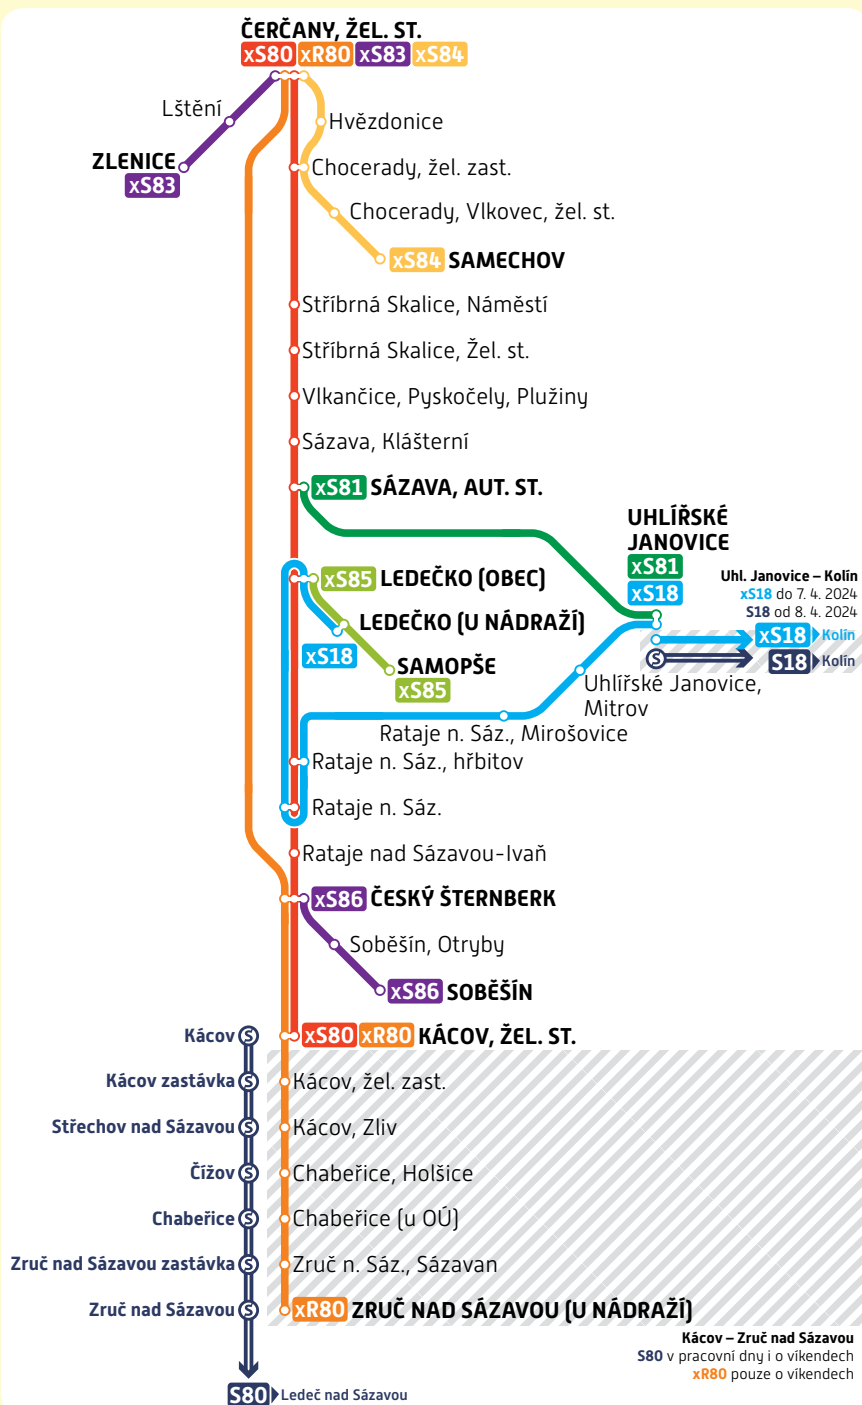 ČERČANY, ŽEL. ST.
xS80 xR80 xS83 xS84
Lštění
Hvězdonice
ZLENICE
xS83
Chocerady, žel. zast.
Chocerady, Vlkovec, žel. st.
xS84 SAMECHOV
Stříbrná Skalice, Náměstí
Stříbrná Skalice, Žel. st.
Vlkančice, Pyskočely, Plužiny
Sázava, Klášterní
xS81 SÁZAVA, AUT. ST.
UHLÍŘSKÉ
JANOVICE
xS81
xS18
Uhl. Janovice – Kolín
xS18 do 7. 4. 2024
S18 od 8. 4. 2024
xS18 Kolín
S18 Kolín
xS85 LEDEČKO (OBEC)
LEDEČKO (U NÁDRAŽÍ)
xS18
SAMOPŠE
xS85
Uhlířské Janovice,
Mitrov
Rataje n. Sáz., Mirošovice
Rataje n. Sáz., hřbitov
Rataje n. Sáz.
Rataje nad Sázavou-Ivaň
xS86 ČESKÝ ŠTERNBERK
Soběšín, Otryby
xS86 SOBĚŠÍN
Kácov S xS80 xR80 KÁCOV, ŽEL. ST.
Kácov zastávka S Kácov, žel. zast.
Střechov nad Sázavou S Kácov, Zliv
Čížov S Chabeřice, Holšice
Chabeřice S Chabeřice (u OÚ)
Zruč nad Sázavou zastávka S Zruč n. Sáz., Sázavan
Zruč nad Sázavou S xR80 ZRUČ NAD SÁZAVOU (U NÁDRAŽÍ)
Kácov – Zruč nad Sázavou
S80 v pracovní dny i o víkendech
xR80 pouze o víkendech
S80 Ledeč nad Sázavou